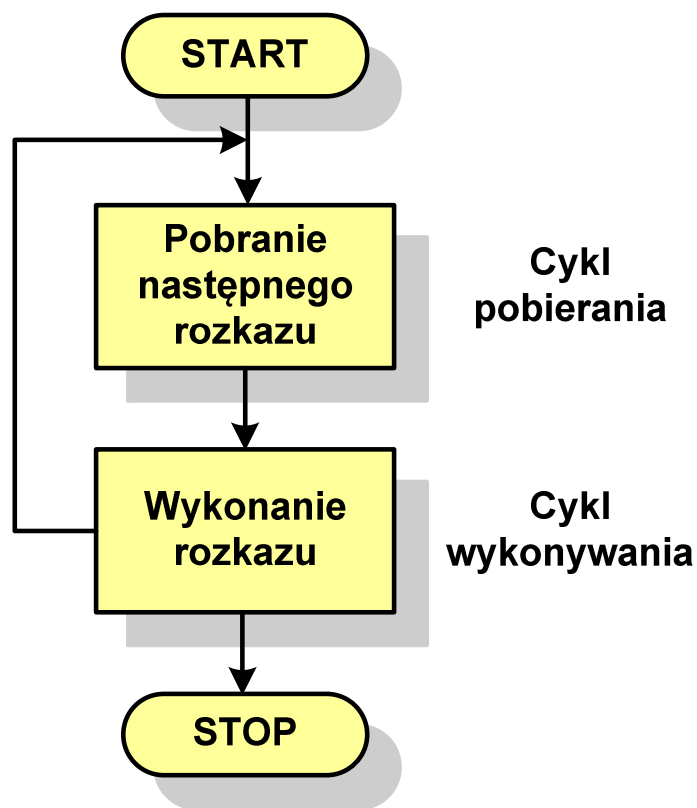 START
Pobranie
następnego
rozkazu
Cykl
pobierania
Wykonanie
rozkazu
Cykl
wykonywania
STOP